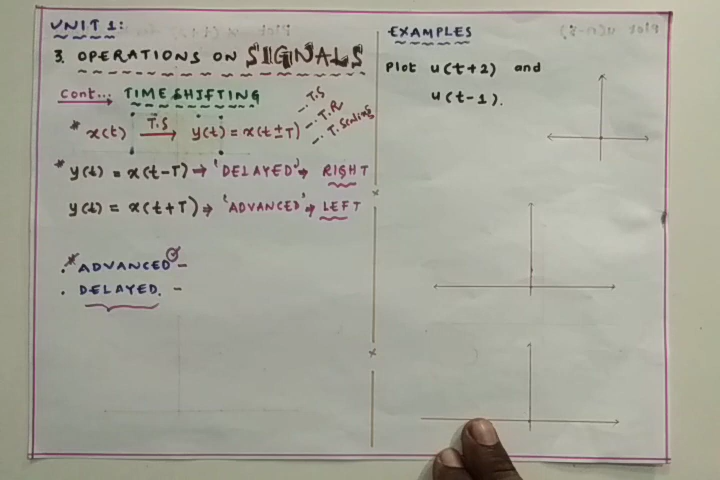 UNIT 1:
3. OPERATIONS ON SIGNALS
Cont... TIME SHIFTING
* x(t) T.S → y(t) = x(t ± T)
- T.S
- T.R
- T. Scaling
* y(t) = x(t-T) → 'DELAYED' → RIGHT
y(t) = x(t+T) → 'ADVANCED' → LEFT
* ADVANCED -
. DELAYED. -
EXAMPLES
Plot u(t+2) and
u(t-1).